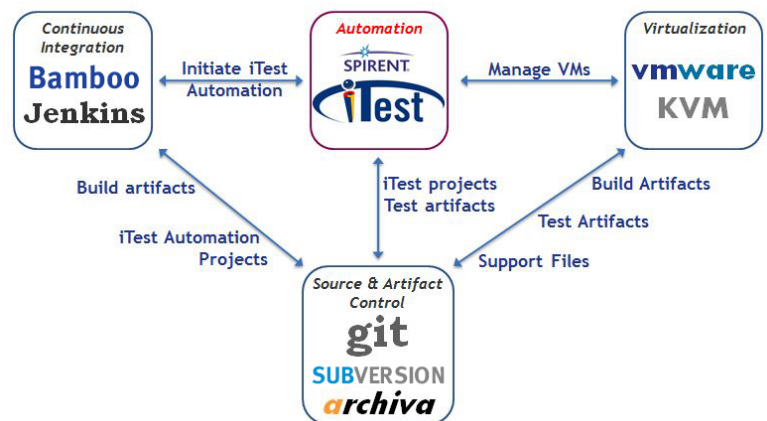 Continuous
Integration
Bamboo
Jenkins
Initiate iTest
Automation
Automation
SPIRENT
iTest
Manage VMs
Virtualization
vmware
KVM
Build artifacts
iTest Automation
Projects
iTest projects
Test artifacts
Build Artifacts
Test Artifacts
Support Files
Source & Artifact
Control
git
SUBVERSION
archiva